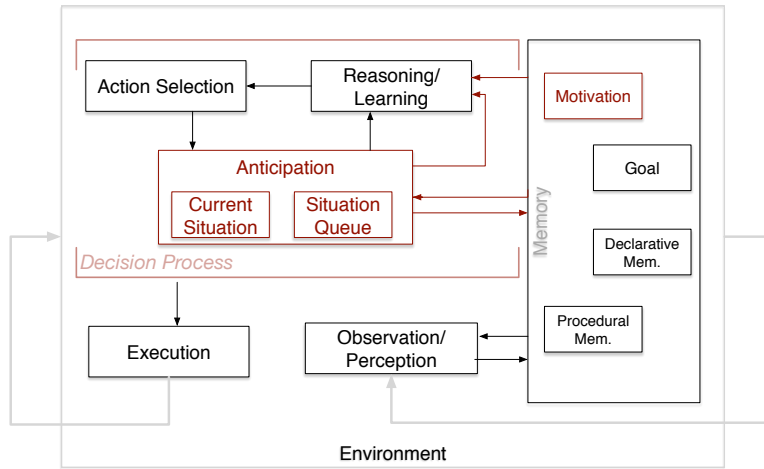 Action Selection
Reasoning/
Learning
Motivation
Anticipation
Goal
Current
Situation
Situation
Queue
Memory
Declarative
Mem.
Decision Process
Procedural
Mem.
Execution
Observation/
Perception
Environment